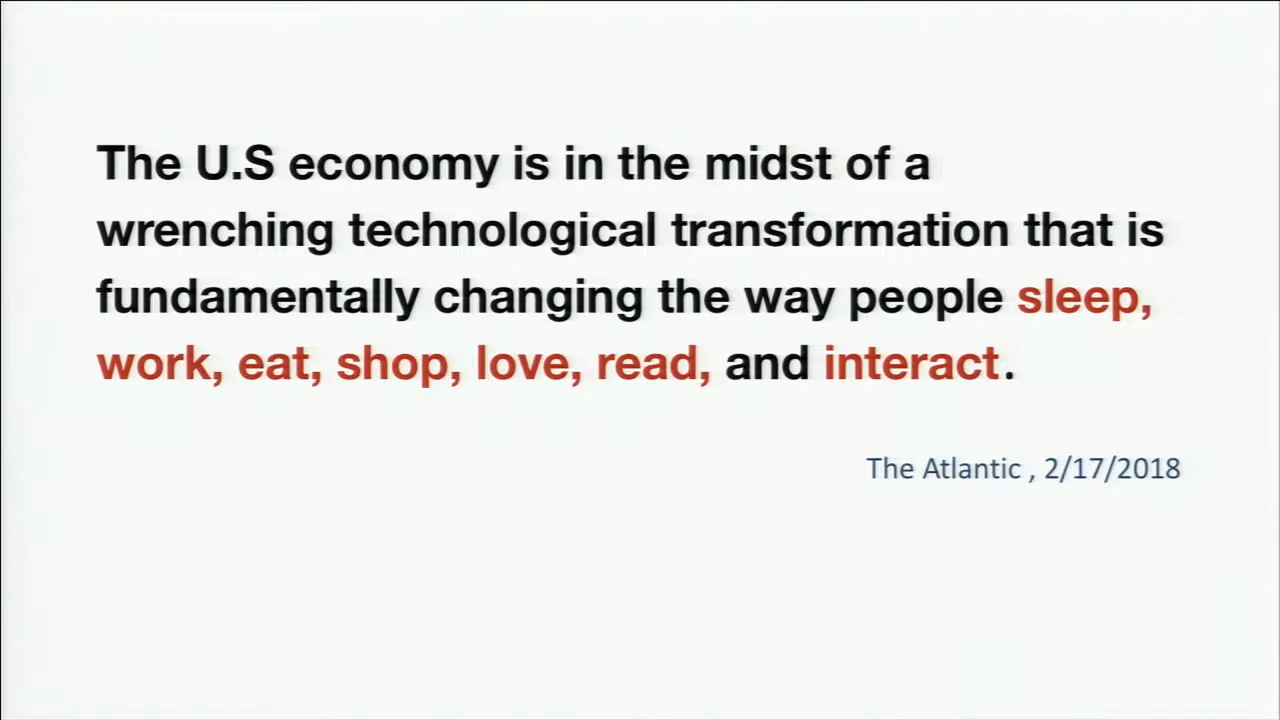 The U.S economy is in the midst of a
wrenching technological transformation that is
fundamentally changing the way people sleep,
work, eat, shop, love, read, and interact.
The Atlantic , 2/17/2018